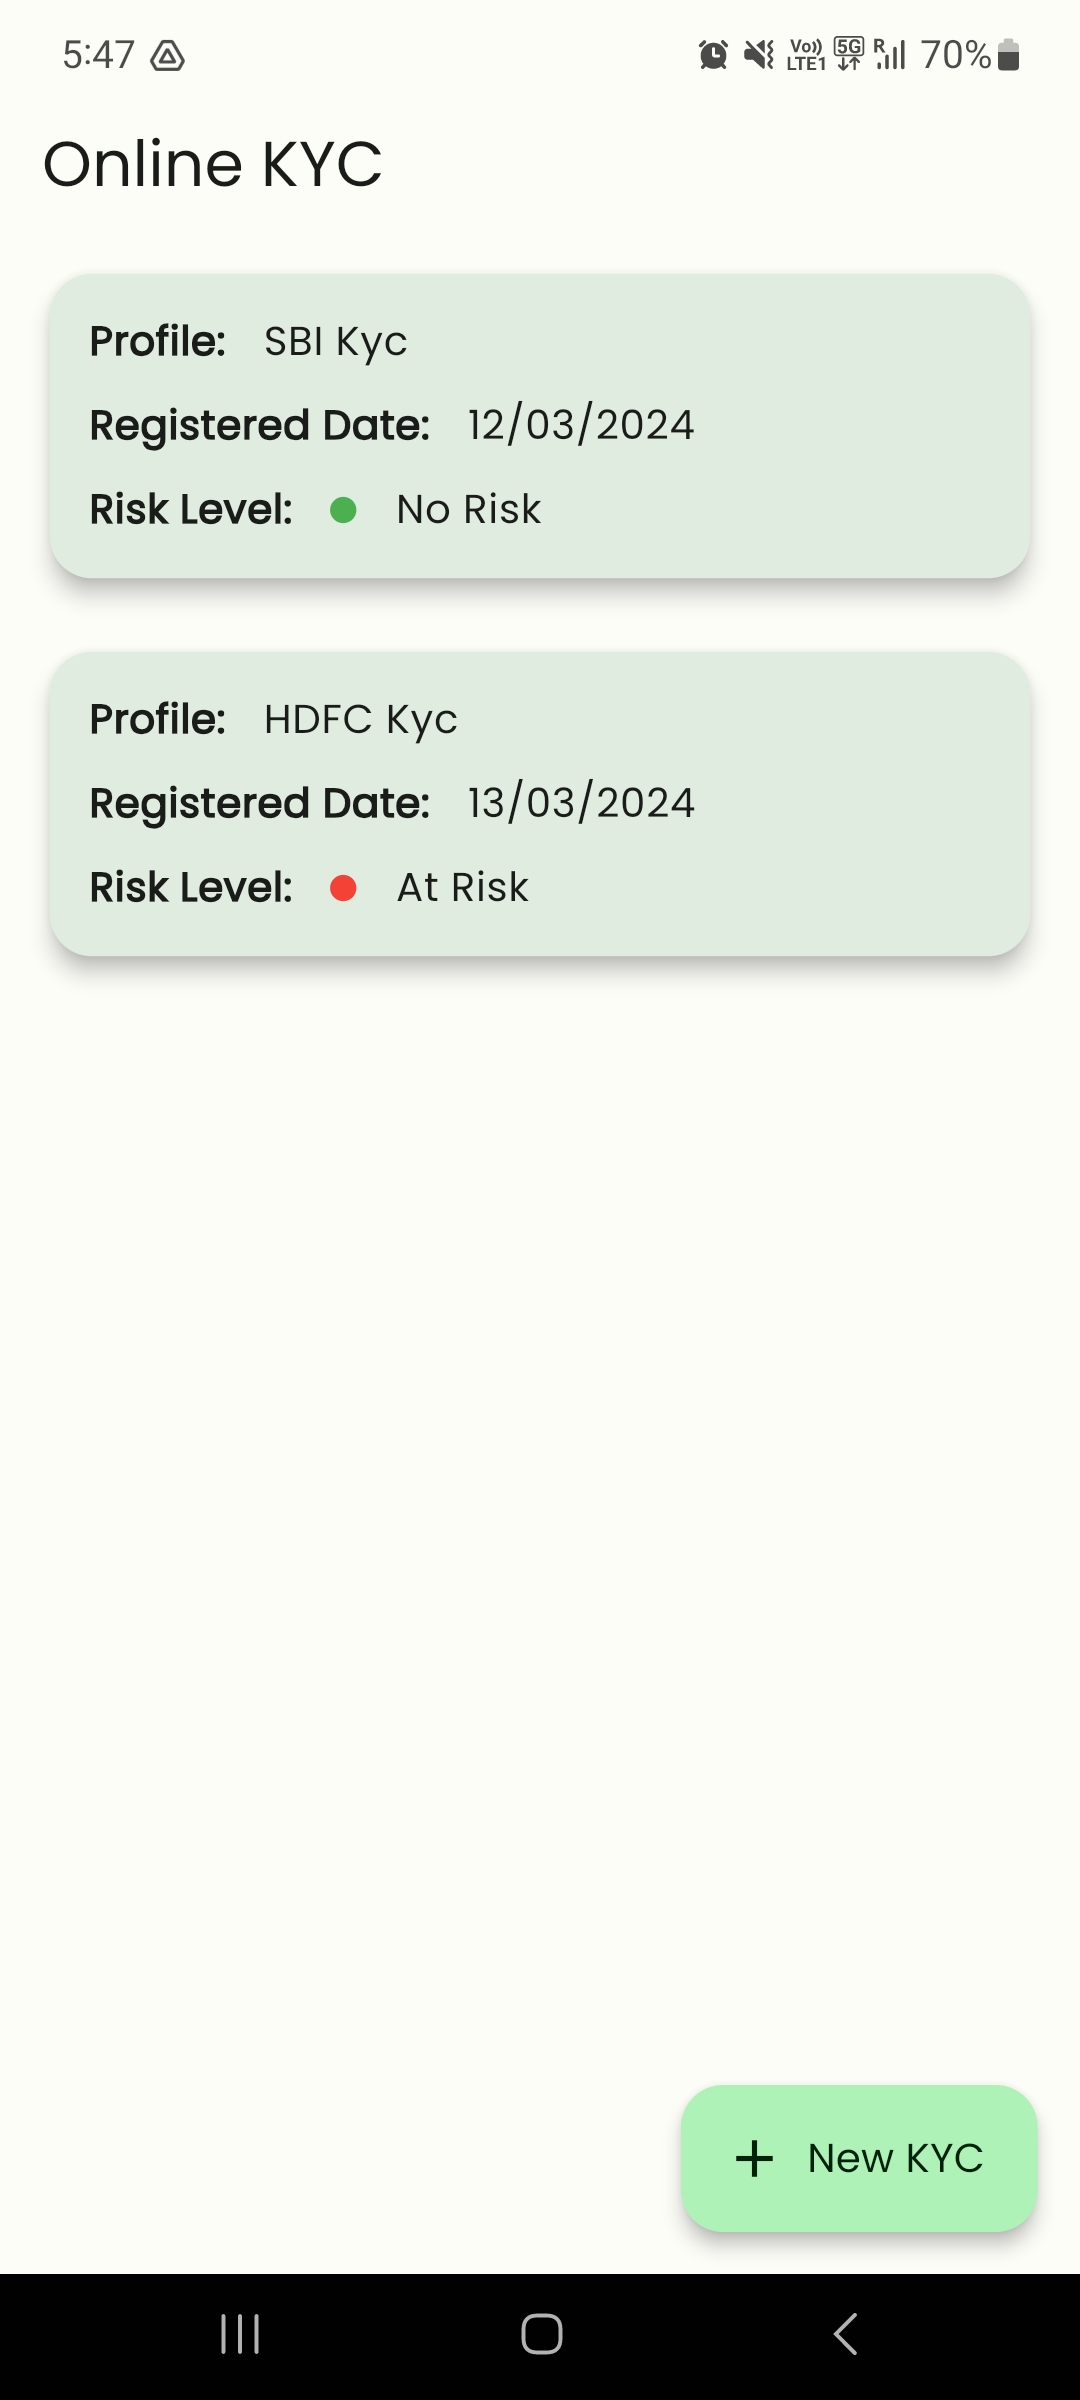 5:47 Vo)) LTE1 5G R 70%
Online KYC
Profile: SBI Kyc
Registered Date: 12/03/2024
Risk Level: No Risk
Profile: HDFC Kyc
Registered Date: 13/03/2024
Risk Level: At Risk
+ New KYC